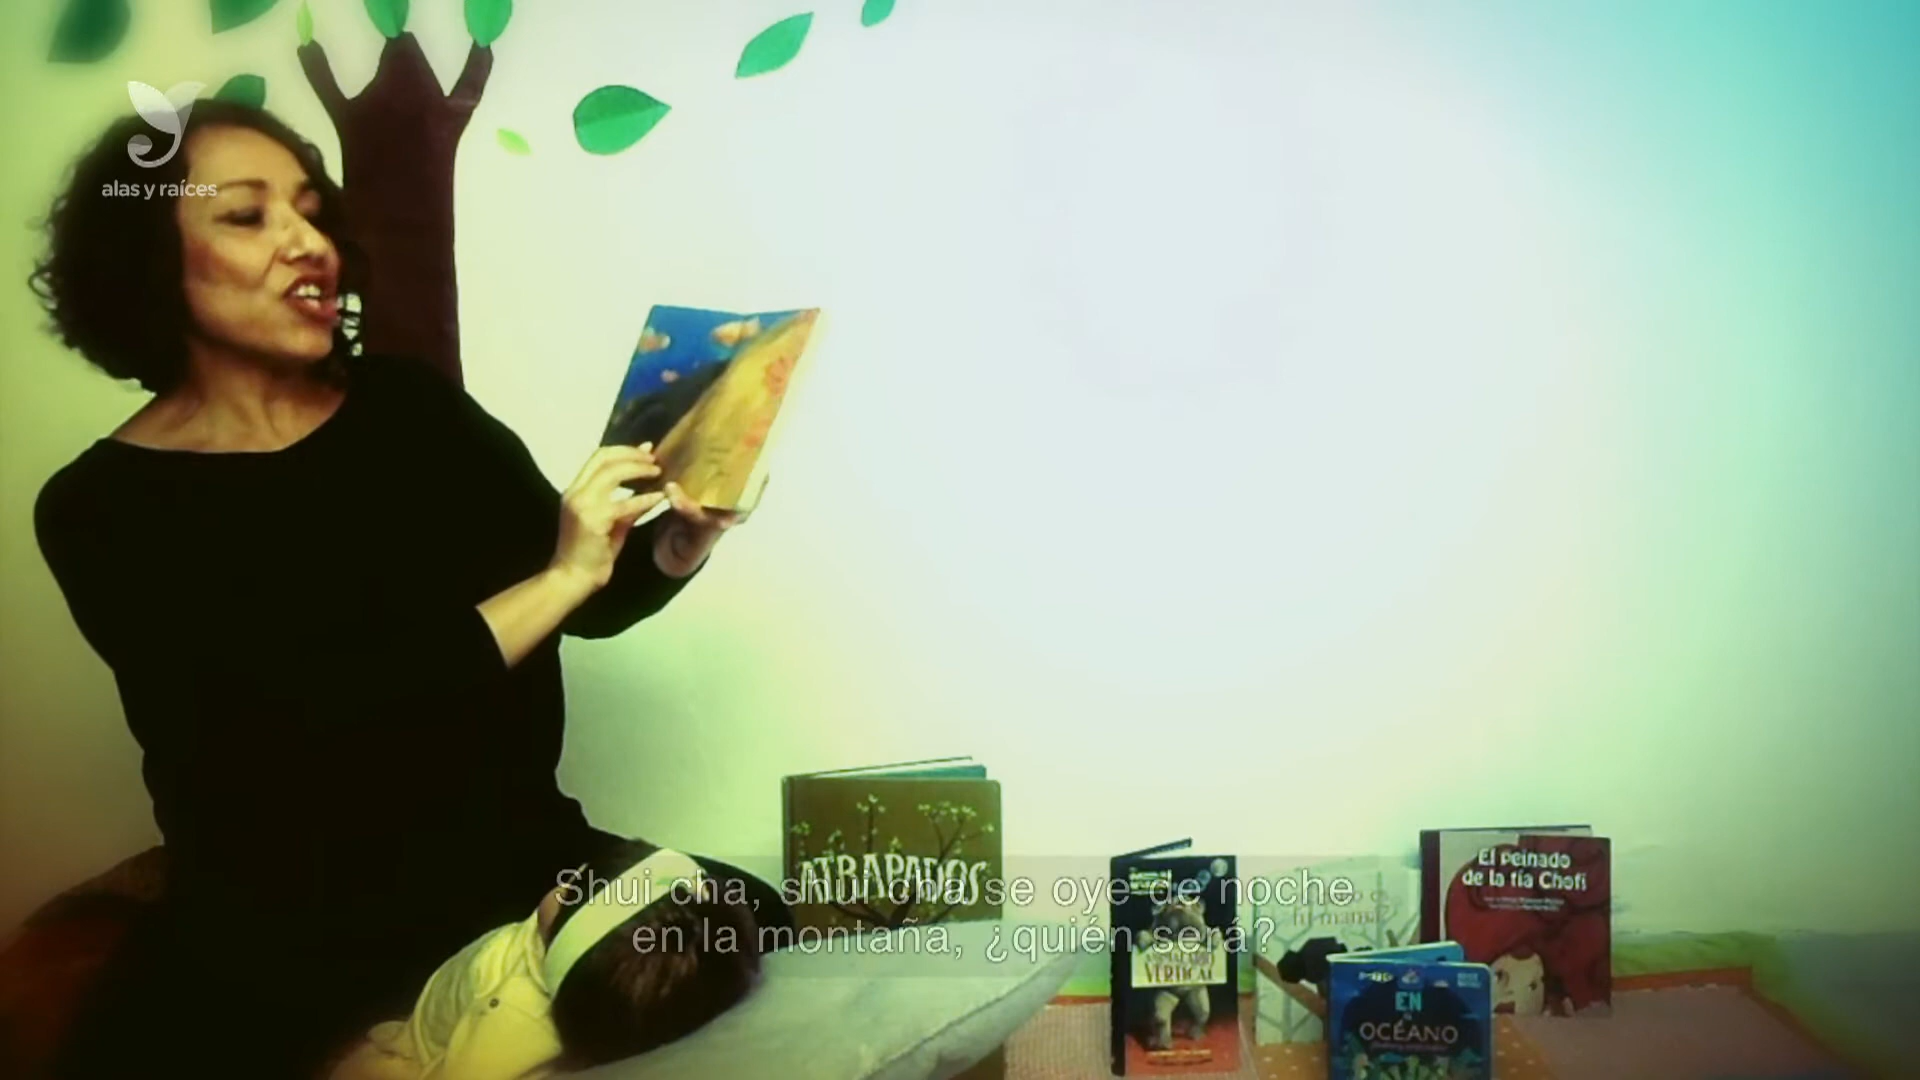 alas y raíces
ATRAPADOS
Shui cha, shui cha se oye de noche
en la montaña, ¿quién será?
El peinado
de la tía Chofi
tu mamá?
VERTICAL
EN
OCÉANO